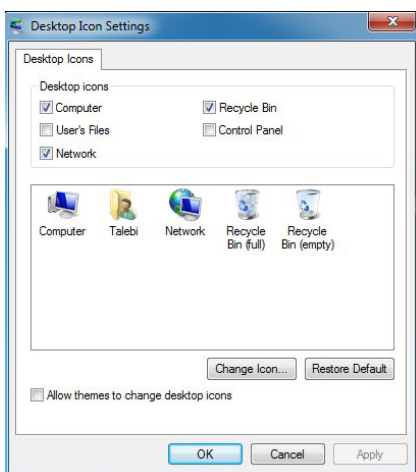 Desktop Icon Settings
Desktop Icons
Desktop icons
Computer
Recycle Bin
User's Files
Control Panel
Network
Computer
Talebi
Network
Recycle
Bin (full)
Recycle
Bin (empty)
Change Icon...
Restore Default
Allow themes to change desktop icons
OK
Cancel
Apply